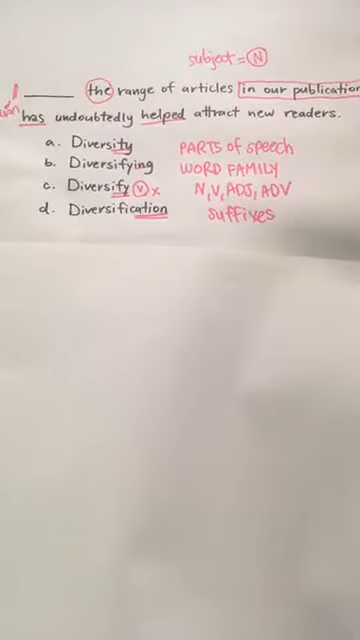 subject = N
______ the range of articles in our publication
has undoubtedly helped attract new readers.
a. Diversity PARTS of speech
b. Diversifying WORD FAMILY
c. Diversify V x N, V, ADJ, ADV
d. Diversification suffixes